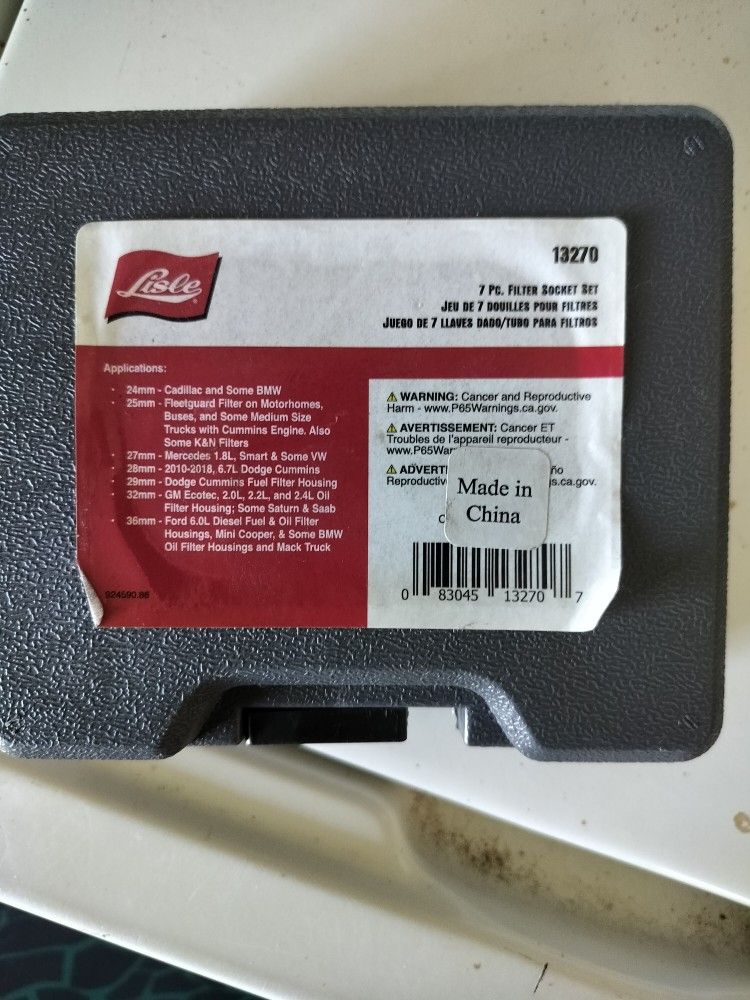 Lisle
13270
7 PC. FILTER SOCKET SET
JEU DE 7 DOUILLES POUR FILTRES
JUEGO DE 7 LLAVES DADO/TUBO PARA FILTROS
Applications:
· 24mm - Cadillac and Some BMW
· 25mm - Fleetguard Filter on Motorhomes,
Buses, and Some Medium Size
Trucks with Cummins Engine. Also
Some K&N Filters
· 27mm - Mercedes 1.8L, Smart & Some VW
· 28mm - 2010-2018, 6.7L Dodge Cummins
· 29mm - Dodge Cummins Fuel Filter Housing
· 32mm - GM Ecotec, 2.0L, 2.2L, and 2.4L Oil
Filter Housing; Some Saturn & Saab
· 36mm - Ford 6.0L Diesel Fuel & Oil Filter
Housings, Mini Cooper, & Some BMW
Oil Filter Housings and Mack Truck
924590.86
⚠ WARNING: Cancer and Reproductive
Harm - www.P65Warnings.ca.gov.
⚠ AVERTISSEMENT: Cancer ET
Troubles de l'appareil reproducteur -
www.P65War
⚠ ADVERT
Reproductiv s.ca.gov.
Made in
China
0 83045 13270 7